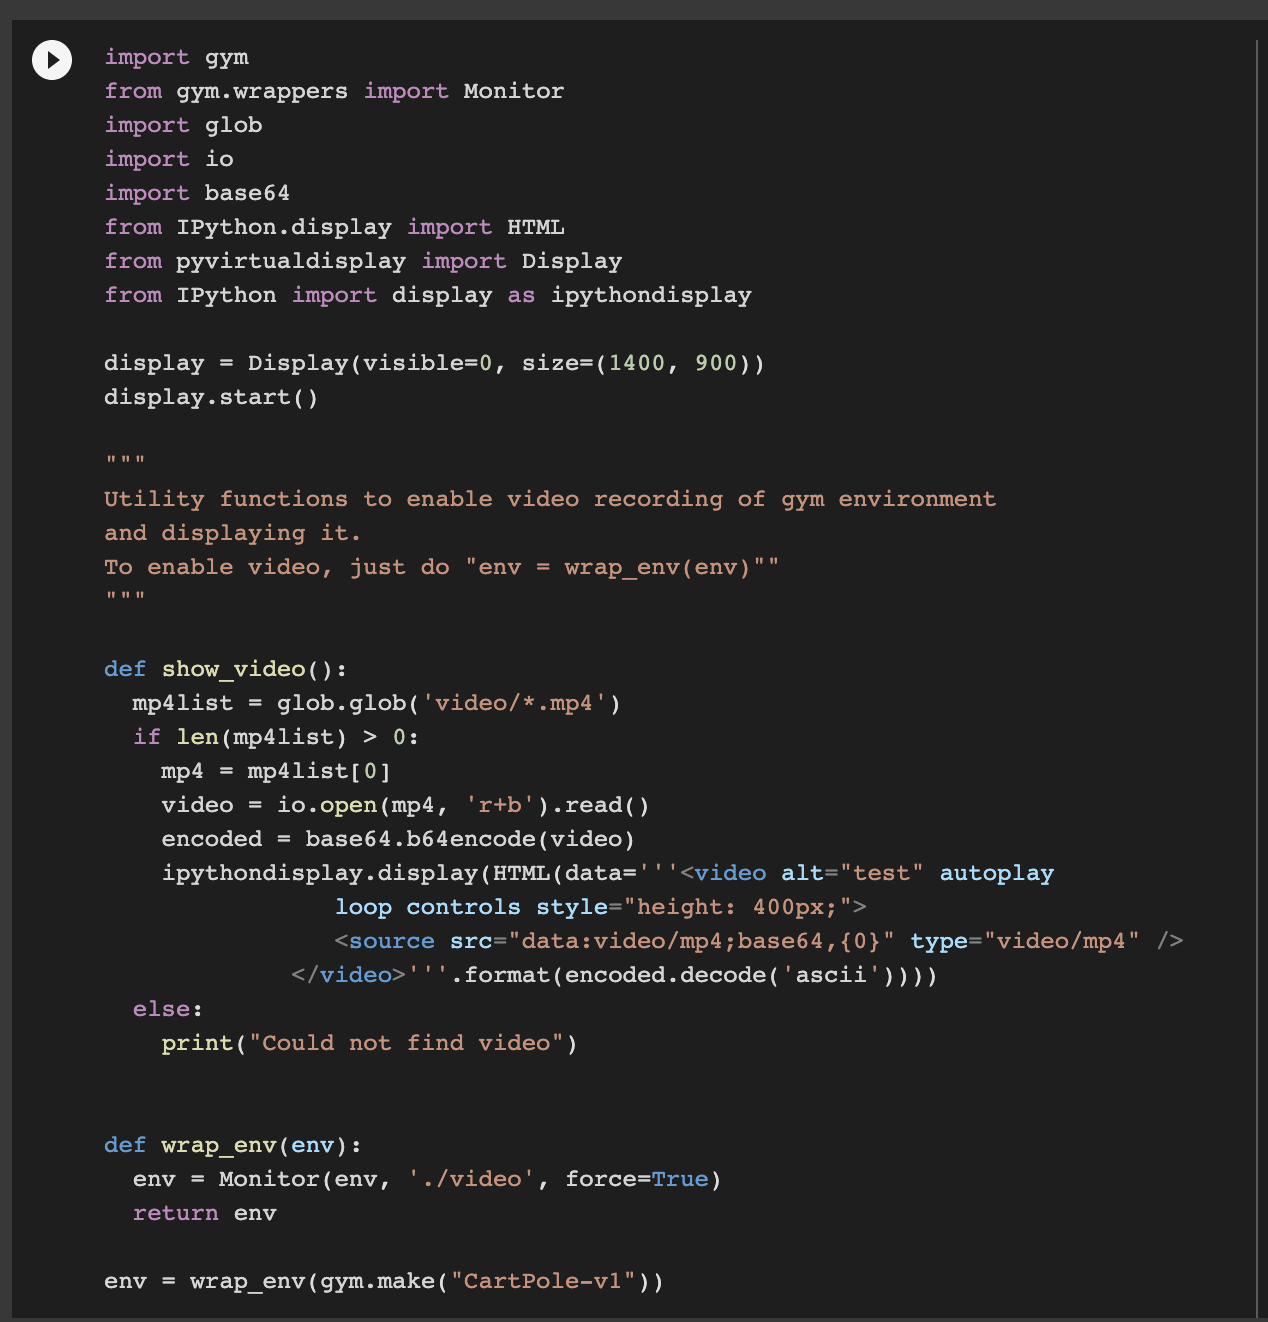 import gym
from gym.wrappers import Monitor
import glob
import io
import base64
from IPython.display import HTML
from pyvirtualdisplay import Display
from IPython import display as ipythondisplay

display = Display(visible=0, size=(1400, 900))
display.start()

"""
Utility functions to enable video recording of gym environment
and displaying it.
To enable video, just do "env = wrap_env(env)""
"""

def show_video():
  mp4list = glob.glob('video/*.mp4')
  if len(mp4list) > 0:
    mp4 = mp4list[0]
    video = io.open(mp4, 'r+b').read()
    encoded = base64.b64encode(video)
    ipythondisplay.display(HTML(data='''<video alt="test" autoplay
                loop controls style="height: 400px;">
                <source src="data:video/mp4;base64,{0}" type="video/mp4" />
             </video>'''.format(encoded.decode('ascii'))))
  else:
    print("Could not find video")


def wrap_env(env):
  env = Monitor(env, './video', force=True)
  return env

env = wrap_env(gym.make("CartPole-v1"))